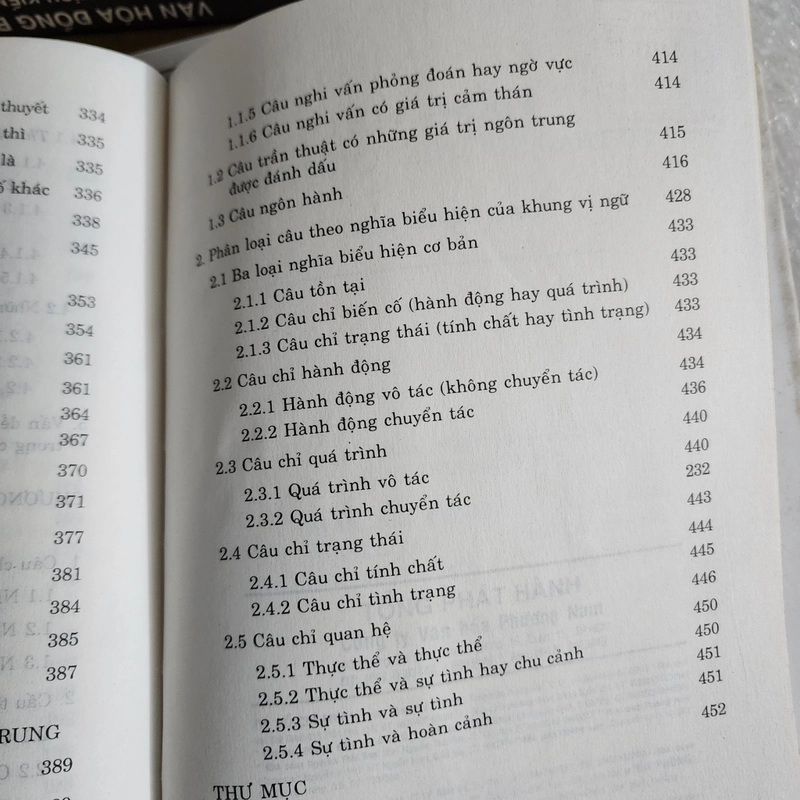 VĂN HÓA ĐÔNG
thuyết 334
thì 335
là 335
ố khác 336
338
345
353
354
361
361
364
367
370
371
377
381
384
385
387
RUNG
389
1.1.5 Câu nghi vấn phỏng đoán hay ngờ vực 414
1.1.6 Câu nghi vấn có giá trị cảm thán 414
1.2 Câu trần thuật có những giá trị ngôn trung
được đánh dấu 415
1.3 Câu ngôn hành 416
2. Phân loại câu theo nghĩa biểu hiện của khung vị ngữ 428
2.1 Ba loại nghĩa biểu hiện cơ bản 433
2.1.1 Câu tồn tại 433
2.1.2 Câu chỉ biến cố (hành động hay quá trình) 433
2.1.3 Câu chỉ trạng thái (tính chất hay tình trạng) 433
2.2 Câu chỉ hành động 434
2.2.1 Hành động vô tác (không chuyển tác) 434
2.2.2 Hành động chuyển tác 436
2.3 Câu chỉ quá trình 440
2.3.1 Quá trình vô tác 440
2.3.2 Quá trình chuyển tác 232
2.4 Câu chỉ trạng thái 443
2.4.1 Câu chỉ tính chất 444
2.4.2 Câu chỉ tình trạng 445
2.5 Câu chỉ quan hệ 446
2.5.1 Thực thể và thực thể 450
2.5.2 Thực thể và sự tình hay chu cảnh 450
2.5.3 Sự tình và sự tình 451
2.5.4 Sự tình và hoàn cảnh 451
THƯ MỤC 452